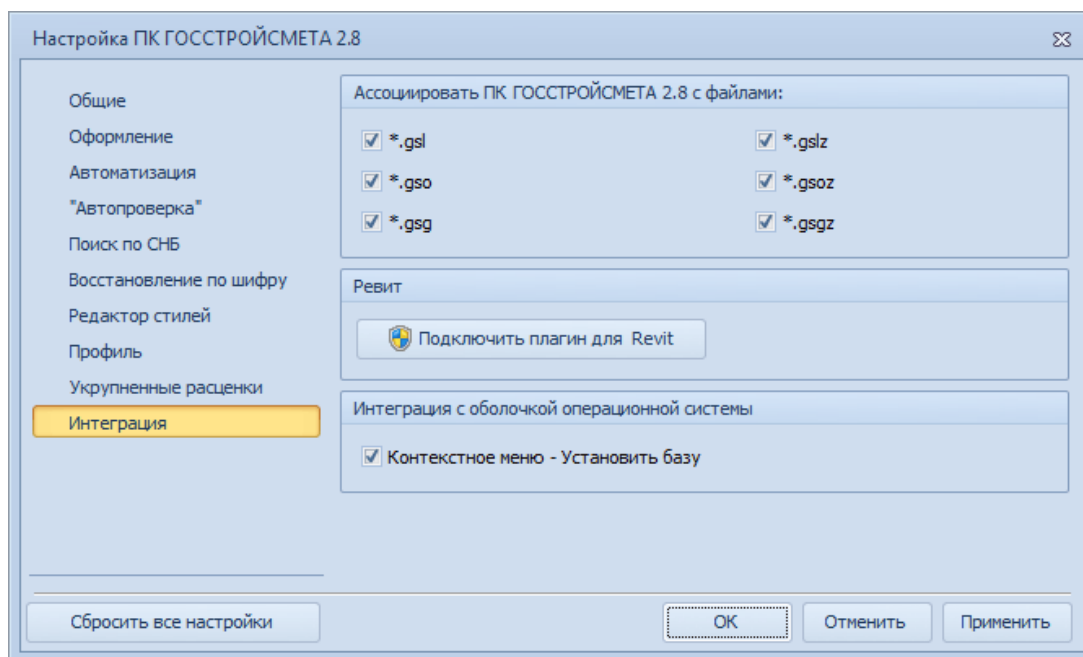 Настройка ПК ГОССТРОЙСМЕТА 2.8
Общие
Оформление
Автоматизация
"Автопроверка"
Поиск по СНБ
Восстановление по шифру
Редактор стилей
Профиль
Укрупненные расценки
Интеграция
Ассоциировать ПК ГОССТРОЙСМЕТА 2.8 с файлами:
*.gsl *.gslz
*.gso *.gsoz
*.gsg *.gsgz
Ревит
Подключить плагин для Revit
Интеграция с оболочкой операционной системы
Контекстное меню - Установить базу
Сбросить все настройки OK Отменить Применить